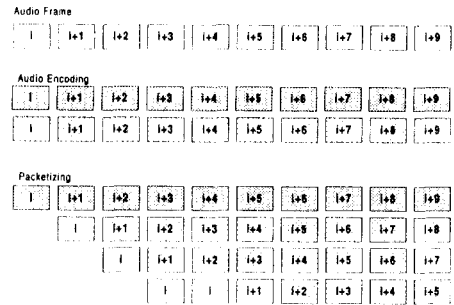 Audio Frame
i i+1 i+2 i+3 i+4 i+5 i+6 i+7 i+8 i+9
Audio Encoding
i i+1 i+2 i+3 i+4 i+5 i+6 i+7 i+8 i+9
i i+1 i+2 i+3 i+4 i+5 i+6 i+7 i+8 i+9
Packetizing
i i+1 i+2 i+3 i+4 i+5 i+6 i+7 i+8 i+9
i i+1 i+2 i+3 i+4 i+5 i+6 i+7 i+8
i i+1 i+2 i+3 i+4 i+5 i+6 i+7
i i i+1 i+2 i+3 i+4 i+5